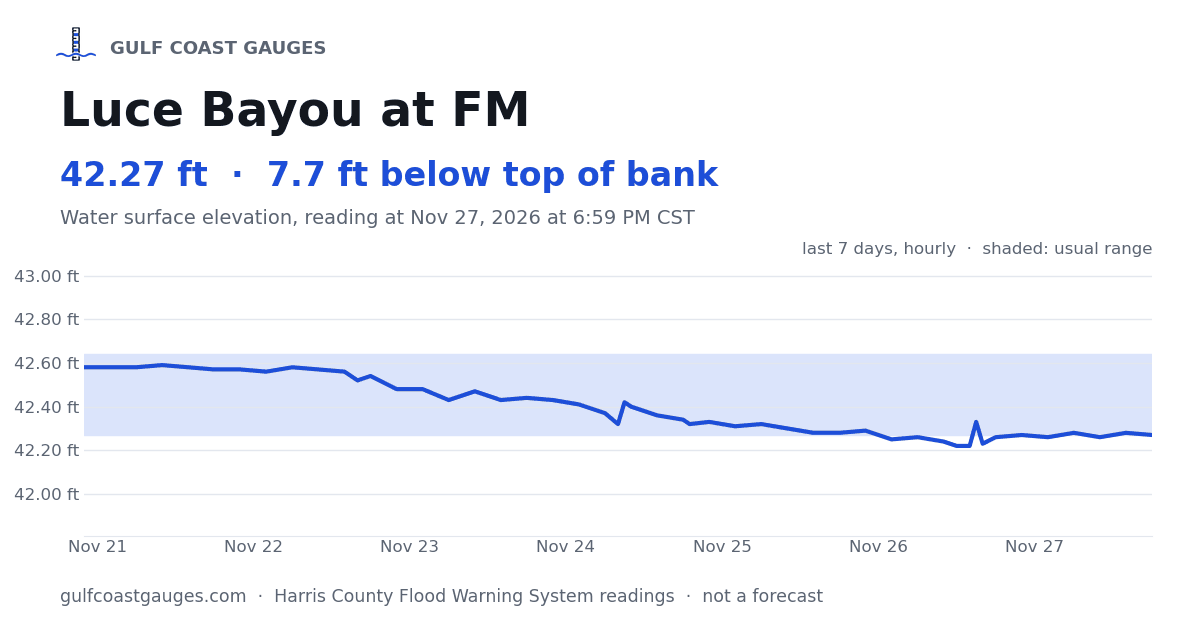 GULF COAST GAUGES
Luce Bayou at FM
42.27 ft · 7.7 ft below top of bank
Water surface elevation, reading at Nov 27, 2026 at 6:59 PM CST
last 7 days, hourly · shaded: usual range
43.00 ft
42.80 ft
42.60 ft
42.40 ft
42.20 ft
42.00 ft
Nov 21 Nov 22 Nov 23 Nov 24 Nov 25 Nov 26 Nov 27
gulfcoastgauges.com · Harris County Flood Warning System readings · not a forecast